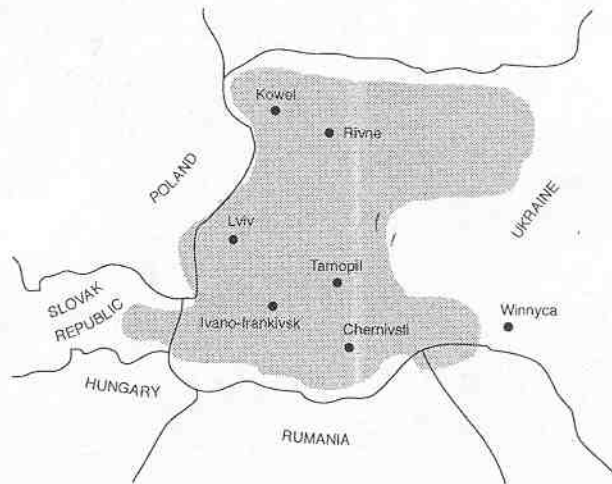 Kowel
Rivne
POLAND
UKRAINE
Lviv
Tarnopil
SLOVAK
REPUBLIC
Ivano-frankivsk
Chernivsti
Winnyca
HUNGARY
RUMANIA